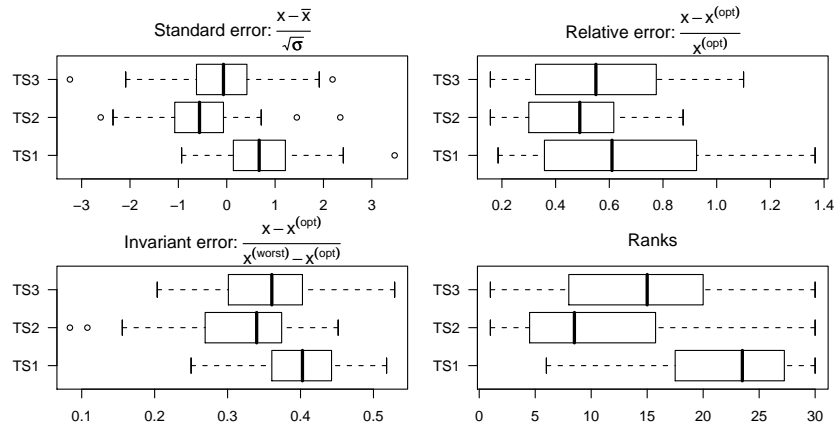 Standard error: x − x̄ / √σ
TS3
TS2
TS1
−3 −2 −1 0 1 2 3
Relative error: x − x^(opt) / x^(opt)
TS3
TS2
TS1
0.2 0.4 0.6 0.8 1.0 1.2 1.4
Invariant error: x − x^(opt) / x^(worst) − x^(opt)
TS3
TS2
TS1
0.1 0.2 0.3 0.4 0.5
Ranks
TS3
TS2
TS1
0 5 10 15 20 25 30